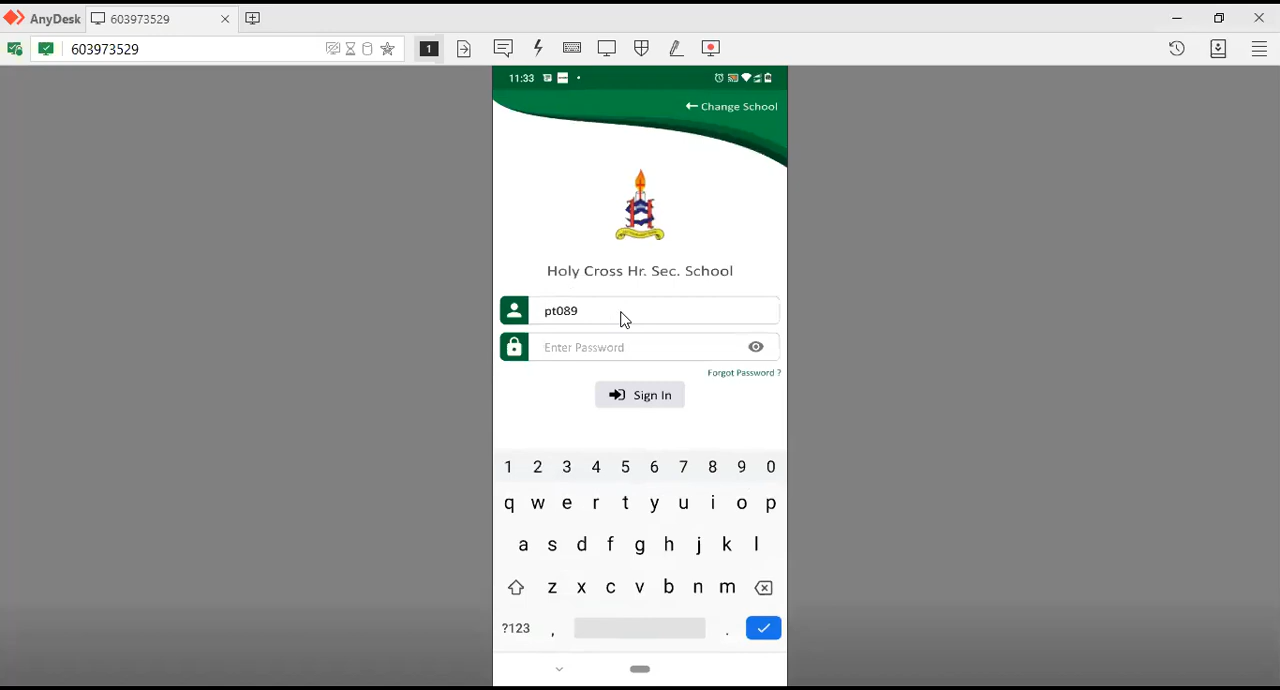 AnyDesk 603973529
603973529 1
11:33
← Change School
Holy Cross Hr. Sec. School
pt089
Enter Password
Forgot Password ?
Sign In
1 2 3 4 5 6 7 8 9 0
q w e r t y u i o p
a s d f g h j k l
z x c v b n m
?123 , .